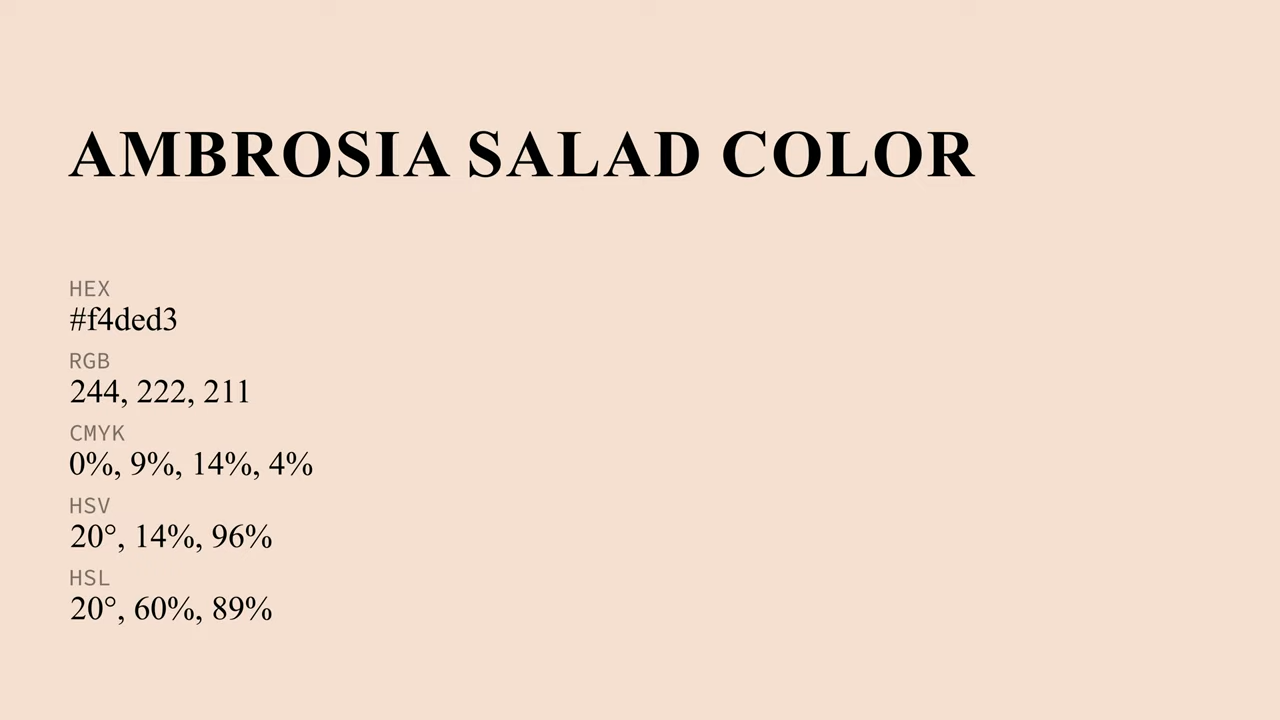 AMBROSIA SALAD COLOR
HEX
#f4ded3
RGB
244, 222, 211
CMYK
0%, 9%, 14%, 4%
HSV
20°, 14%, 96%
HSL
20°, 60%, 89%